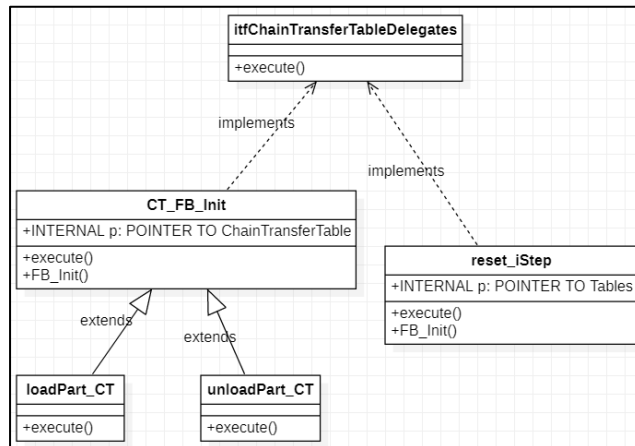 itfChainTransferTableDelegates
+execute()
implements
implements
CT_FB_Init
+INTERNAL p: POINTER TO ChainTransferTable
+execute()
+FB_Init()
reset_iStep
+INTERNAL p: POINTER TO Tables
+execute()
+FB_Init()
extends
extends
loadPart_CT
+execute()
unloadPart_CT
+execute()